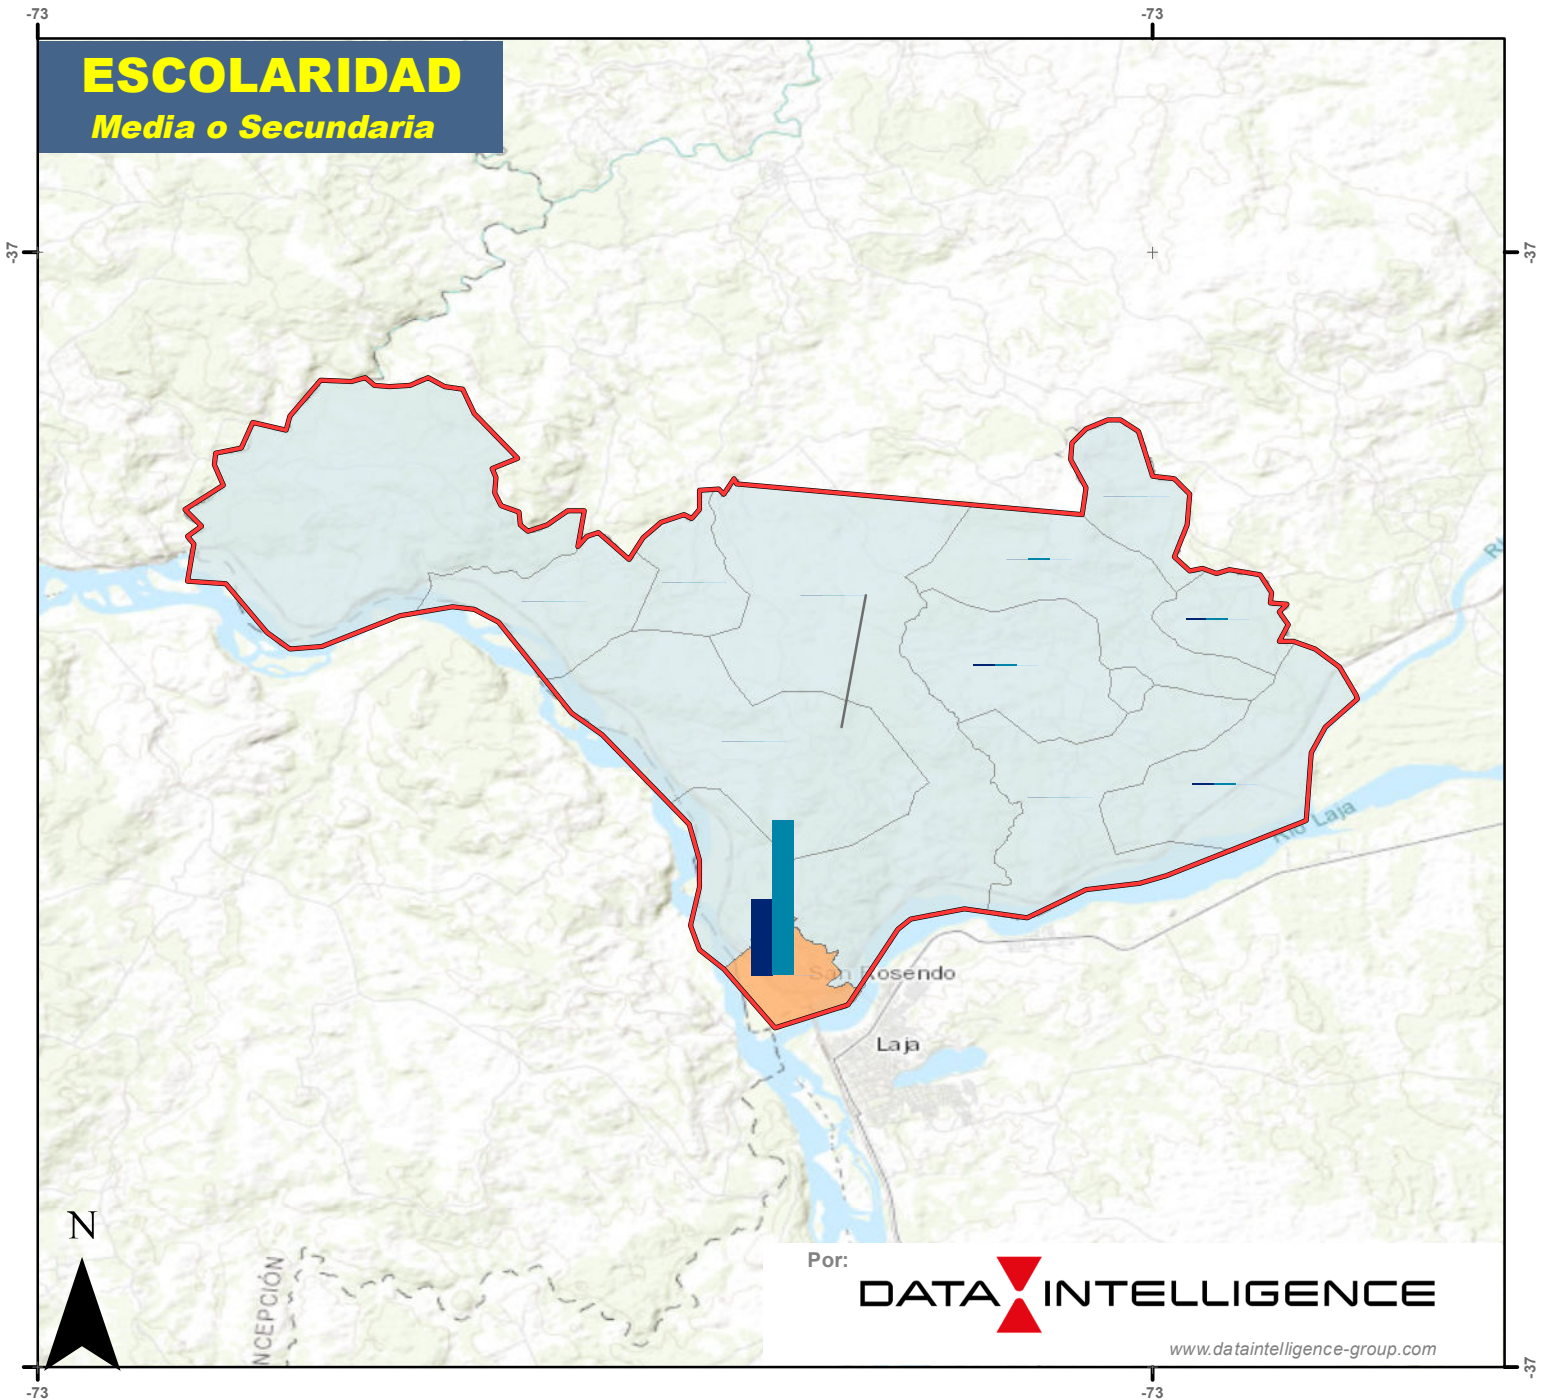 -73
-73
ESCOLARIDAD
Media o Secundaria
-37
-37
Río Laja
San Rosendo
Laja
N
NCEPCIÓN
Por:
DATA INTELLIGENCE
www.dataintelligence-group.com
-37
-73
-73